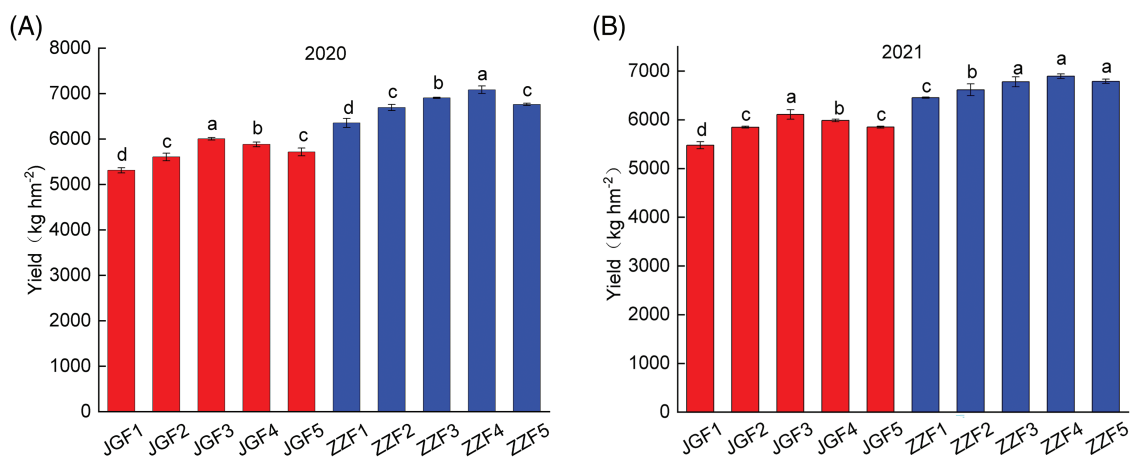 (A)
2020
Yield（kg hm-2)
8000
7000
6000
5000
4000
3000
2000
1000
0
d
c
a
b
c
d
c
b
a
c
JGF1
JGF2
JGF3
JGF4
JGF5
ZZF1
ZZF2
ZZF3
ZZF4
ZZF5
(B)
2021
Yield（kg hm-2)
7000
6000
5000
4000
3000
2000
1000
0
d
c
a
b
c
c
b
a
a
a
JGF1
JGF2
JGF3
JGF4
JGF5
ZZF1
ZZF2
ZZF3
ZZF4
ZZF5